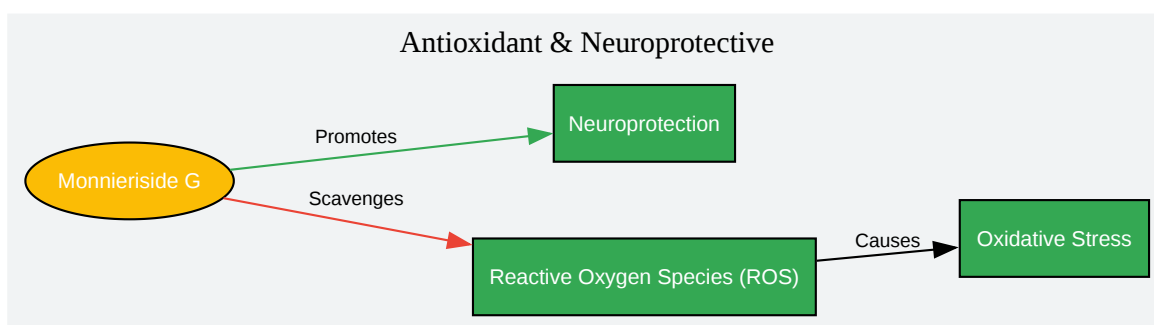 Antioxidant & Neuroprotective
Neuroprotection
Promotes
Monnieriside G
Scavenges
Oxidative Stress
Causes
Reactive Oxygen Species (ROS)